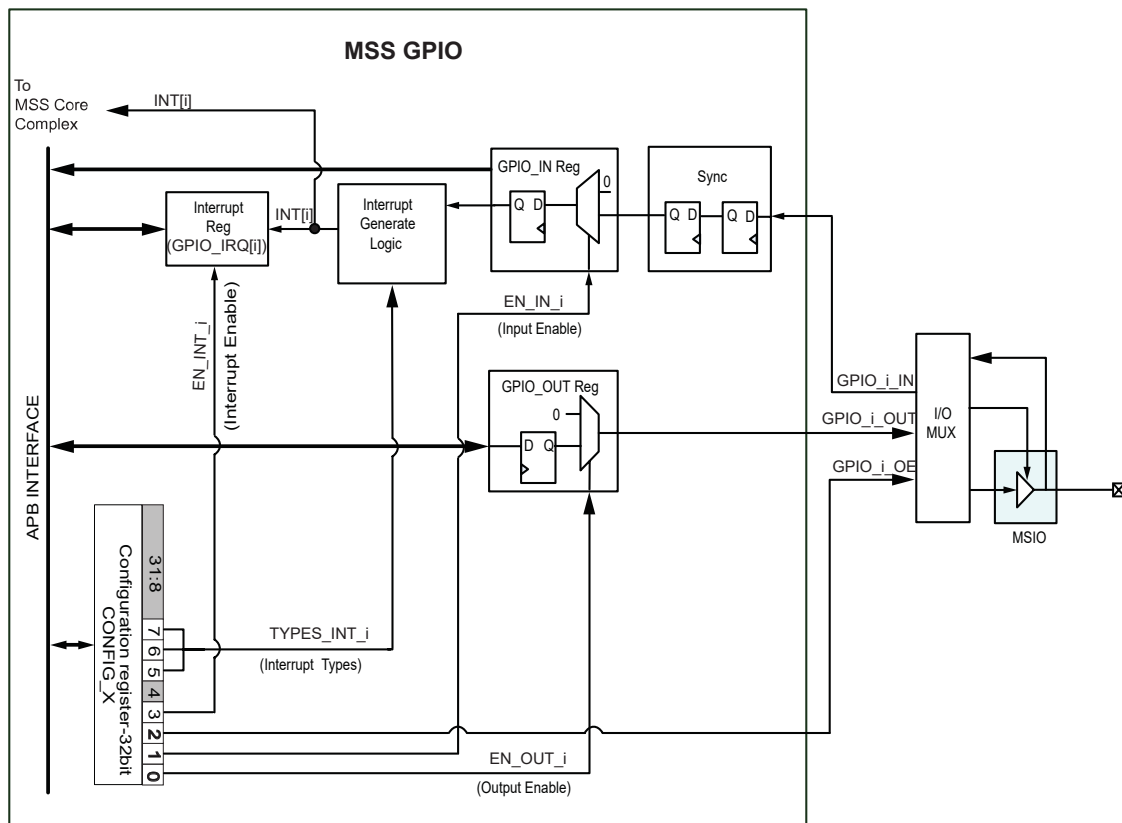 MSS GPIO
To
MSS Core
Complex
INT[i]
GPIO_IN Reg
0
Q D
Sync
Q D
Q D
Interrupt
Reg
(GPIO_IRQ[i])
INT[i]
Interrupt
Generate
Logic
EN_IN_i
(Input Enable)
EN_INT_i
(Interrupt Enable)
GPIO_OUT Reg
0
D Q
GPIO_i_IN
GPIO_i_OUT
GPIO_i_OE
I/O
MUX
MSIO
APB INTERFACE
Configuration register-32bit
CONFIG_X
31:8
7
6
5
4
3
2
1
0
TYPES_INT_i
(Interrupt Types)
EN_OUT_i
(Output Enable)